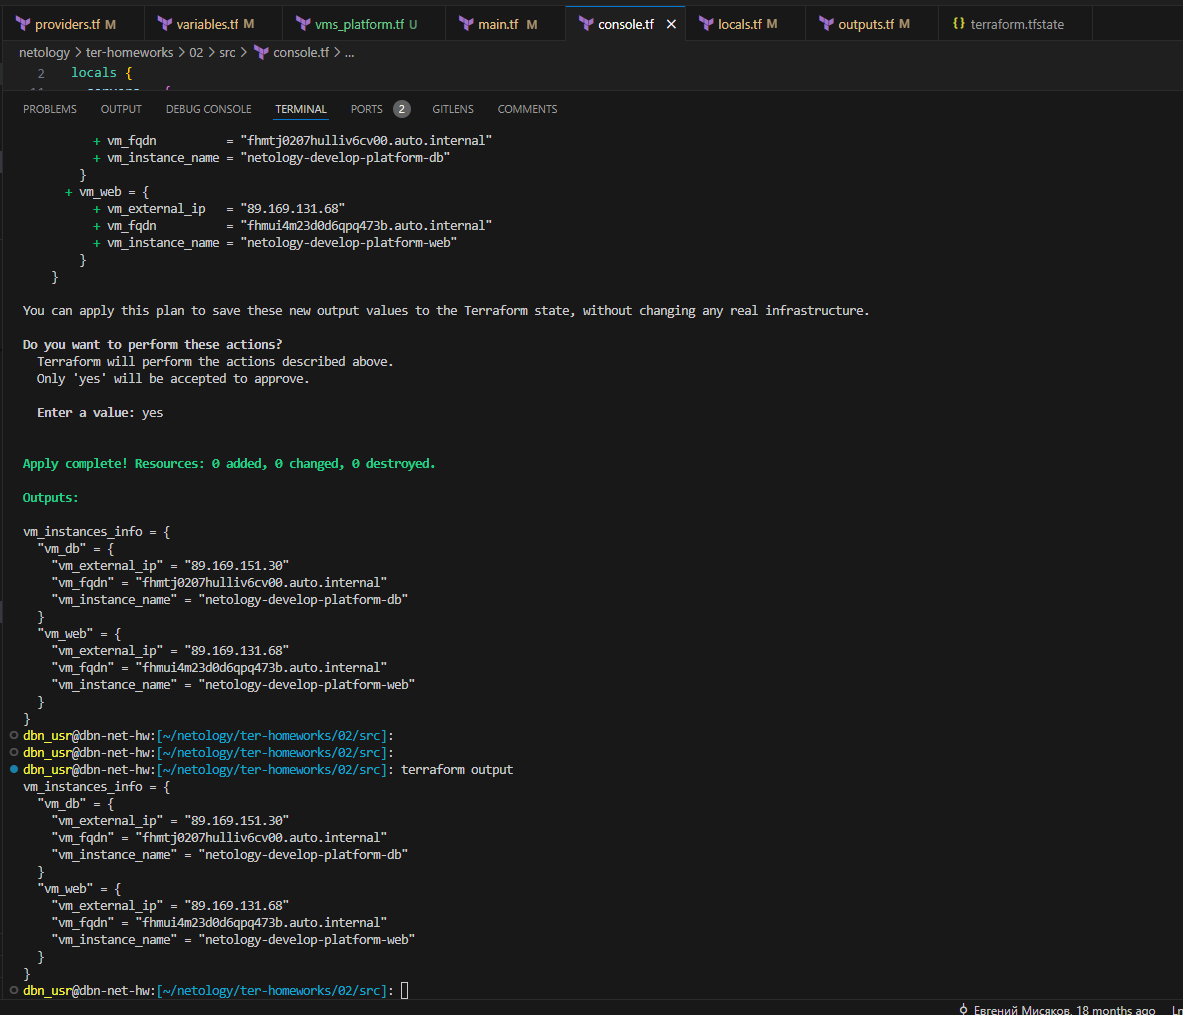 providers.tf M variables.tf M vms_platform.tf U main.tf M console.tf × locals.tf M outputs.tf M {} terraform.tfstate
netology > ter-homeworks > 02 > src > console.tf > ...
2 locals {
PROBLEMS OUTPUT DEBUG CONSOLE TERMINAL PORTS 2 GITLENS COMMENTS
+ vm_fqdn = "fhmtj0207hulliv6cv00.auto.internal"
+ vm_instance_name = "netology-develop-platform-db"
}
+ vm_web = {
+ vm_external_ip = "89.169.131.68"
+ vm_fqdn = "fhmui4m23d0d6qpq473b.auto.internal"
+ vm_instance_name = "netology-develop-platform-web"
}
}
You can apply this plan to save these new output values to the Terraform state, without changing any real infrastructure.
Do you want to perform these actions?
Terraform will perform the actions described above.
Only 'yes' will be accepted to approve.
Enter a value: yes
Apply complete! Resources: 0 added, 0 changed, 0 destroyed.
Outputs:
vm_instances_info = {
"vm_db" = {
"vm_external_ip" = "89.169.151.30"
"vm_fqdn" = "fhmtj0207hulliv6cv00.auto.internal"
"vm_instance_name" = "netology-develop-platform-db"
}
"vm_web" = {
"vm_external_ip" = "89.169.131.68"
"vm_fqdn" = "fhmui4m23d0d6qpq473b.auto.internal"
"vm_instance_name" = "netology-develop-platform-web"
}
}
dbn_usr@dbn-net-hw:[~/netology/ter-homeworks/02/src]:
dbn_usr@dbn-net-hw:[~/netology/ter-homeworks/02/src]:
dbn_usr@dbn-net-hw:[~/netology/ter-homeworks/02/src]: terraform output
vm_instances_info = {
"vm_db" = {
"vm_external_ip" = "89.169.151.30"
"vm_fqdn" = "fhmtj0207hulliv6cv00.auto.internal"
"vm_instance_name" = "netology-develop-platform-db"
}
"vm_web" = {
"vm_external_ip" = "89.169.131.68"
"vm_fqdn" = "fhmui4m23d0d6qpq473b.auto.internal"
"vm_instance_name" = "netology-develop-platform-web"
}
}
dbn_usr@dbn-net-hw:[~/netology/ter-homeworks/02/src]:
Евгений Мисяков, 18 months ago Ln